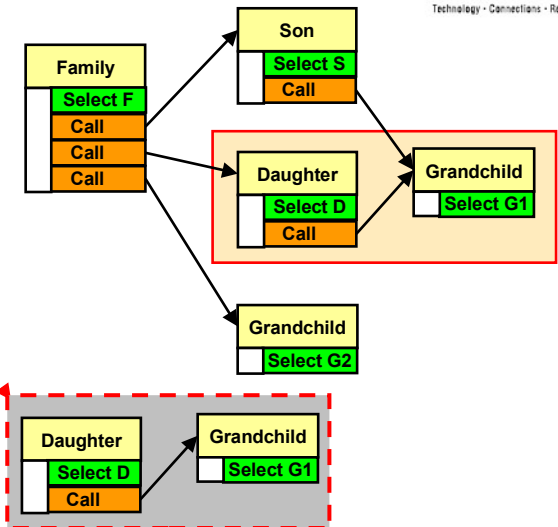 Technology · Connections · R
Son
Select S
Call
Family
Select F
Call
Call
Call
Daughter
Select D
Call
Grandchild
Select G1
Grandchild
Select G2
Daughter
Select D
Call
Grandchild
Select G1